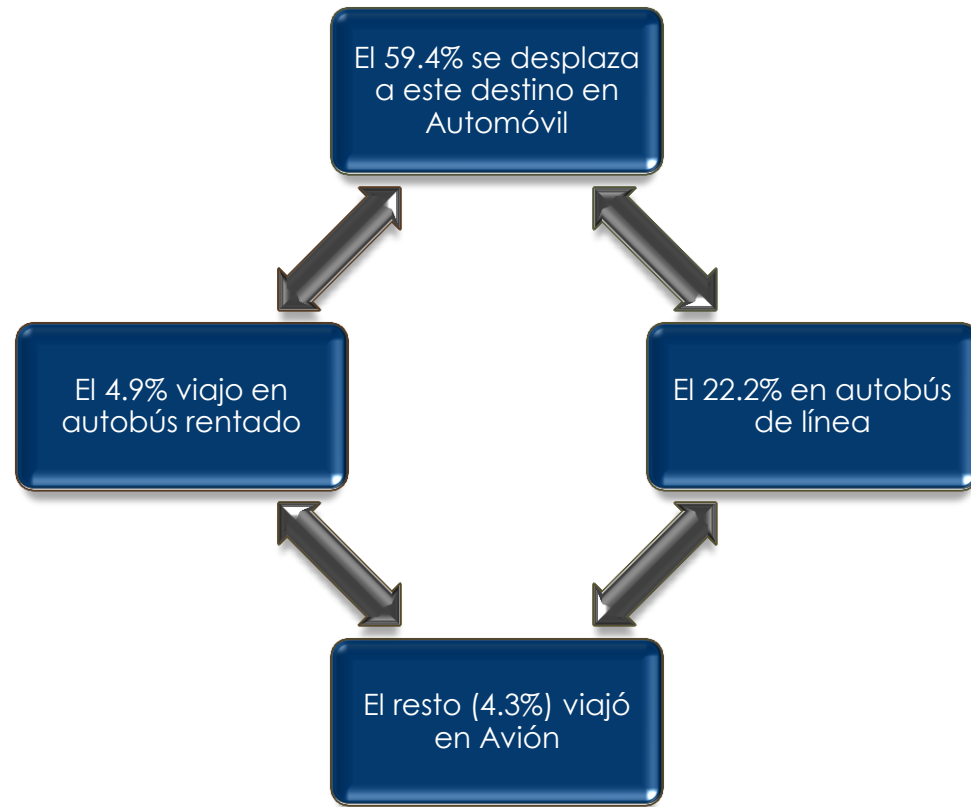 El 59.4% se desplaza
a este destino en
Automóvil
El 4.9% viajo en
autobús rentado
El 22.2% en autobús
de línea
El resto (4.3%) viajó
en Avión